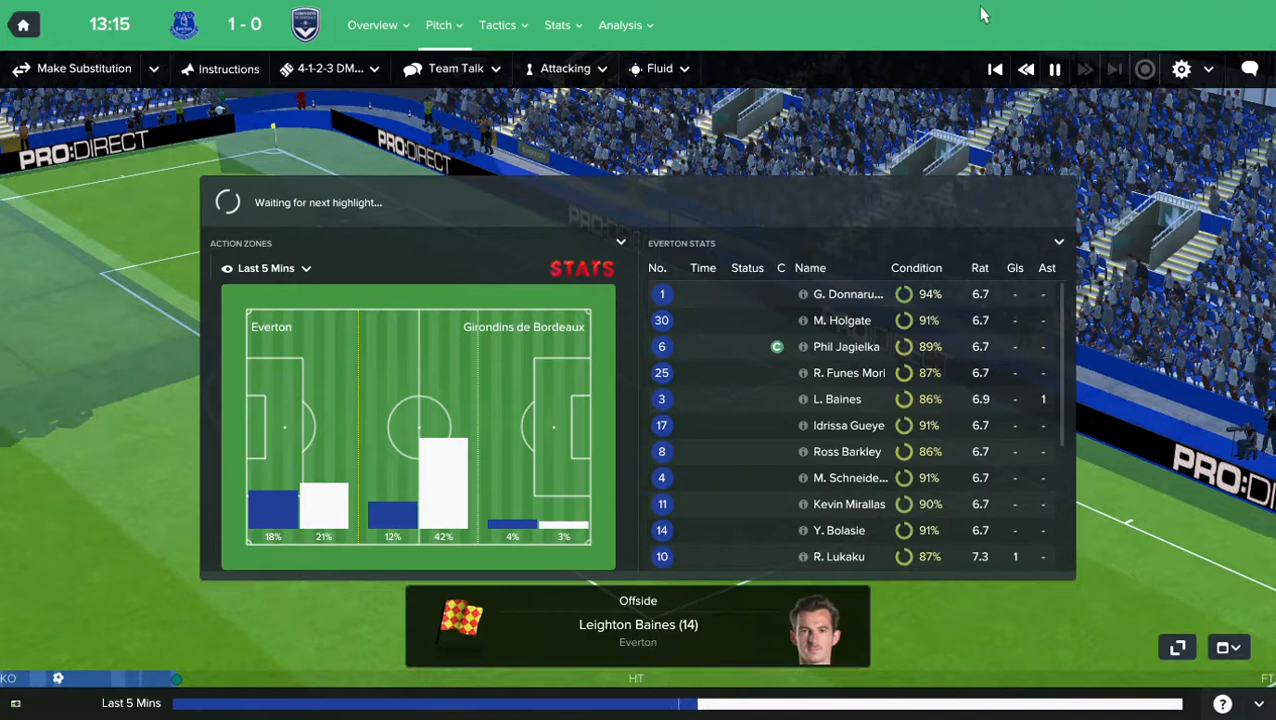 13:15 1 - 0 Overview Pitch Tactics Stats Analysis
Make Substitution Instructions 4-1-2-3 DM... Team Talk Attacking Fluid
PRO:DIRECT
PRO:DIRECT
Waiting for next highlight...
ACTION ZONES
Last 5 Mins
STATS
Everton Girondins de Bordeaux
18% 21% 12% 42% 4% 3%
EVERTON STATS
No. Time Status C Name Condition Rat Gls Ast
1 G. Donnaru... 94% 6.7 - -
30 M. Holgate 91% 6.7 - -
6 C Phil Jagielka 89% 6.7 - -
25 R. Funes Mori 87% 6.7 - -
3 L. Baines 86% 6.9 - 1
17 Idrissa Gueye 91% 6.7 - -
8 Ross Barkley 86% 6.7 - -
4 M. Schneide... 91% 6.7 - -
11 Kevin Mirallas 90% 6.7 - -
14 Y. Bolasie 91% 6.7 - -
10 R. Lukaku 87% 7.3 1 -
PRO:D
Offside
Leighton Baines (14)
Everton
KO HT FT
Last 5 Mins ?